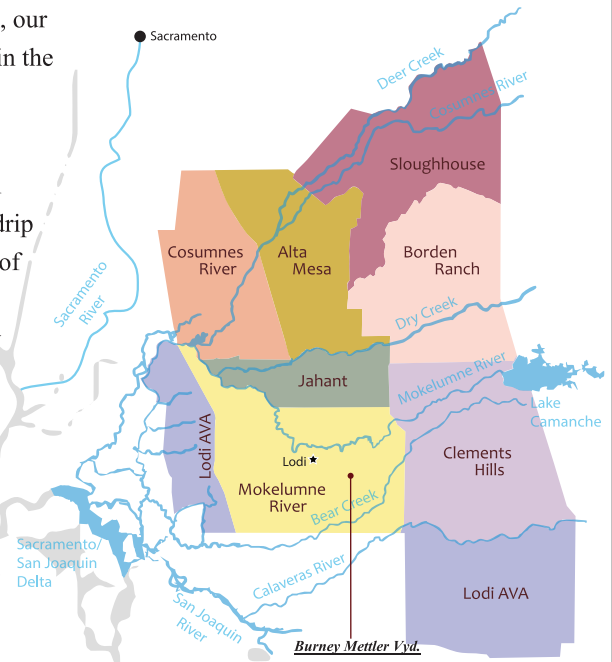 , our
in the
drip
of
Sacramento
Deer Creek
Cosumnes River
Sloughhouse
Cosumnes
River
Alta
Mesa
Borden
Ranch
Sacramento
River
Dry Creek
Jahant
Mokelumne River
Lake
Camanche
Lodi AVA
Lodi
Mokelumne
River
Clements
Hills
Bear Creek
Sacramento/
San Joaquin
Delta
Calaveras River
San Joaquin
River
Lodi AVA
Burney Mettler Vyd.